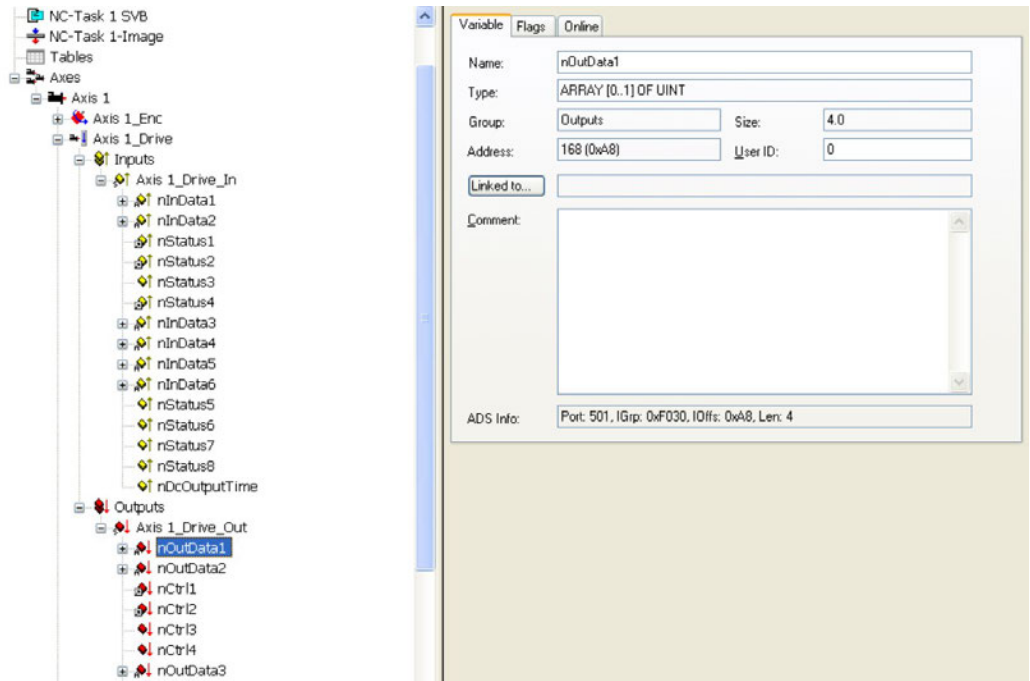 NC-Task 1 SVB
NC-Task 1-Image
Tables
Axes
Axis 1
Axis 1_Enc
Axis 1_Drive
Inputs
Axis 1_Drive_In
nInData1
nInData2
nStatus1
nStatus2
nStatus3
nStatus4
nInData3
nInData4
nInData5
nInData6
nStatus5
nStatus6
nStatus7
nStatus8
nDcOutputTime
Outputs
Axis 1_Drive_Out
nOutData1
nOutData2
nCtrl1
nCtrl2
nCtrl3
nCtrl4
nOutData3
Variable Flags Online
Name: nOutData1
Type: ARRAY [0..1] OF UINT
Group: Outputs Size: 4.0
Address: 168 (0xA8) User ID: 0
Linked to...
Comment:
ADS Info: Port: 501, IGrp: 0xF030, IOffs: 0xA8, Len: 4